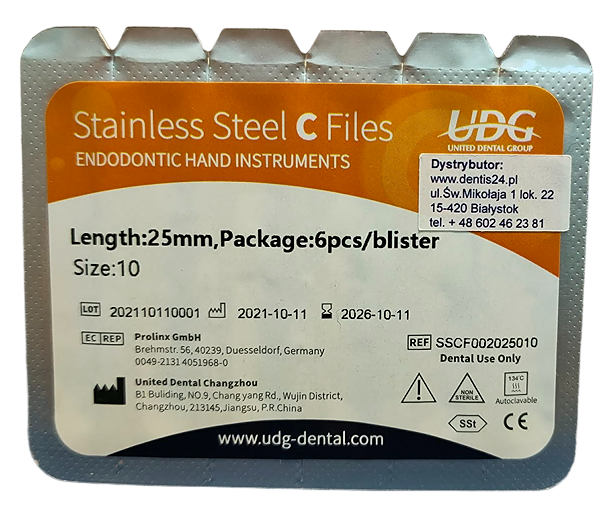 Stainless Steel C Files
ENDODONTIC HAND INSTRUMENTS
UDG
UNITED DENTAL GROUP
Dystrybutor:
www.dentis24.pl
ul.Św.Mikołaja 1 lok. 22
15-420 Białystok
tel. + 48 602 46 23 81
Length:25mm,Package:6pcs/blister
Size:10
LOT 202110110001 2021-10-11 2026-10-11
EC REP Prolinx GmbH
Brehmstr. 56, 40239, Duesseldorf, Germany
0049-2131 4051968-0
REF SSCF002025010
Dental Use Only
United Dental Changzhou
B1 Buliding, NO.9, Chang yang Rd., Wujin District,
Changzhou, 213145, Jiangsu, P.R.China
NON
STERILE
134°C
Autoclavable
SSt
CE
www.udg-dental.com